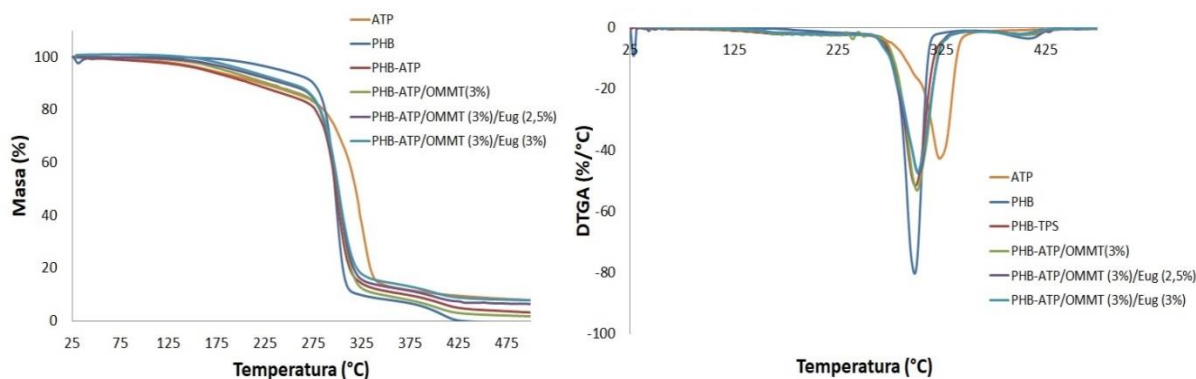 ATP
PHB
PHB-ATP
PHB-ATP/OMMT(3%)
PHB-ATP/OMMT (3%)/Eug (2,5%)
PHB-ATP/OMMT (3%)/Eug (3%)
Masa (%)
100
80
60
40
20
0
25 75 125 175 225 275 325 375 425 475
Temperatura (°C)
DTGA (%/°C)
0
-20
-40
-60
-80
-100
25 125 225 325 425
ATP
PHB
PHB-TPS
PHB-ATP/OMMT(3%)
PHB-ATP/OMMT (3%)/Eug (2,5%)
PHB-ATP/OMMT (3%)/Eug (3%)
Temperatura (°C)